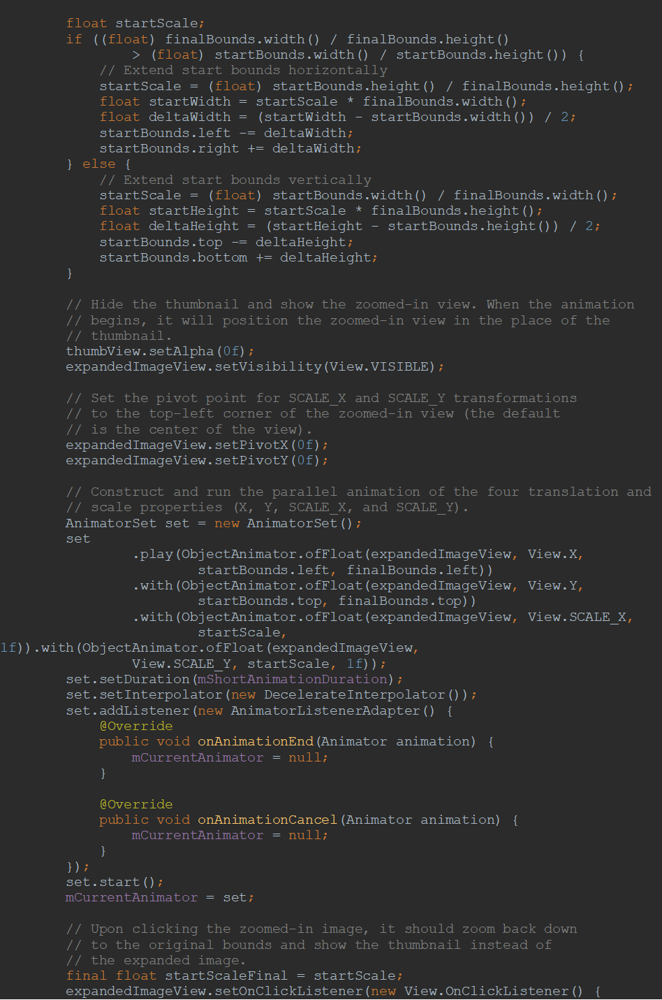 float startScale;
if ((float) finalBounds.width() / finalBounds.height()
> (float) startBounds.width() / startBounds.height()) {
// Extend start bounds horizontally
startScale = (float) startBounds.height() / finalBounds.height();
float startWidth = startScale * finalBounds.width();
float deltaWidth = (startWidth - startBounds.width()) / 2;
startBounds.left -= deltaWidth;
startBounds.right += deltaWidth;
} else {
// Extend start bounds vertically
startScale = (float) startBounds.width() / finalBounds.width();
float startHeight = startScale * finalBounds.height();
float deltaHeight = (startHeight - startBounds.height()) / 2;
startBounds.top -= deltaHeight;
startBounds.bottom += deltaHeight;
}
// Hide the thumbnail and show the zoomed-in view. When the animation
// begins, it will position the zoomed-in view in the place of the
// thumbnail.
thumbView.setAlpha(0f);
expandedImageView.setVisibility(View.VISIBLE);
// Set the pivot point for SCALE_X and SCALE_Y transformations
// to the top-left corner of the zoomed-in view (the default
// is the center of the view).
expandedImageView.setPivotX(0f);
expandedImageView.setPivotY(0f);
// Construct and run the parallel animation of the four translation and
// scale properties (X, Y, SCALE_X, and SCALE_Y).
AnimatorSet set = new AnimatorSet();
set
.play(ObjectAnimator.ofFloat(expandedImageView, View.X,
startBounds.left, finalBounds.left))
.with(ObjectAnimator.ofFloat(expandedImageView, View.Y,
startBounds.top, finalBounds.top))
.with(ObjectAnimator.ofFloat(expandedImageView, View.SCALE_X,
startScale,
1f)).with(ObjectAnimator.ofFloat(expandedImageView,
View.SCALE_Y, startScale, 1f));
set.setDuration(mShortAnimationDuration);
set.setInterpolator(new DecelerateInterpolator());
set.addListener(new AnimatorListenerAdapter() {
@Override
public void onAnimationEnd(Animator animation) {
mCurrentAnimator = null;
}
@Override
public void onAnimationCancel(Animator animation) {
mCurrentAnimator = null;
}
});
set.start();
mCurrentAnimator = set;
// Upon clicking the zoomed-in image, it should zoom back down
// to the original bounds and show the thumbnail instead of
// the expanded image.
final float startScaleFinal = startScale;
expandedImageView.setOnClickListener(new View.OnClickListener() {